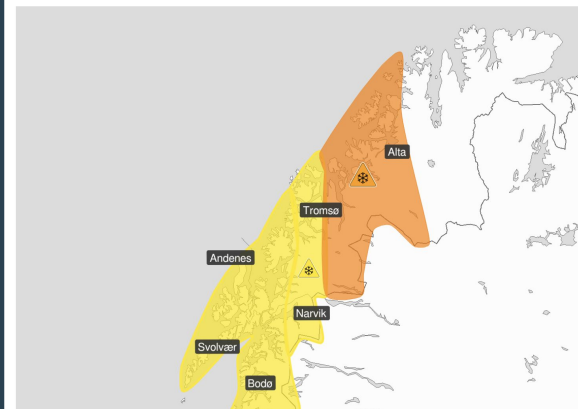 Alta
Tromsø
Andenes
Narvik
Svolvær
Bodø